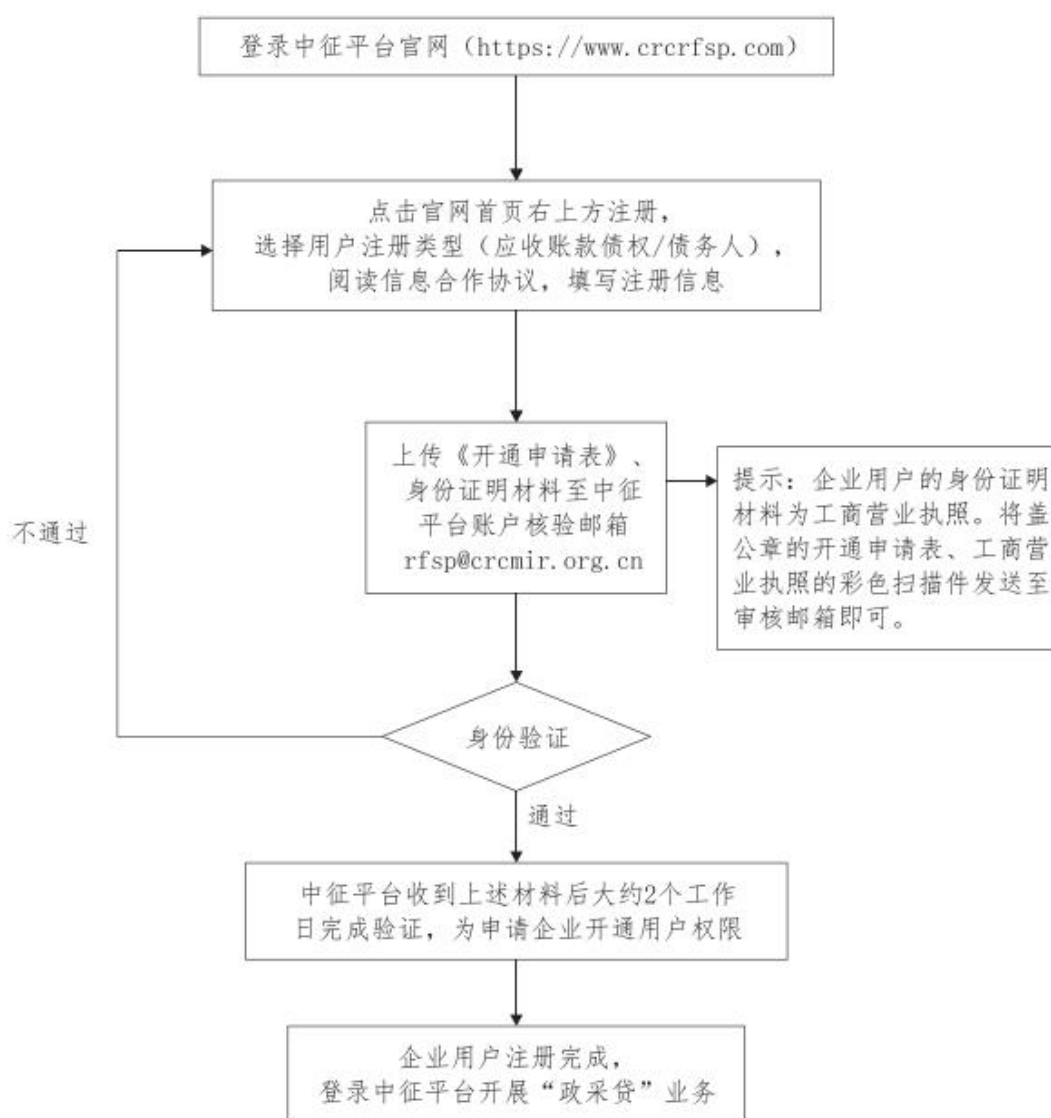 登录中征平台官网（https://www.crcrfsp.com）
点击官网首页右上方注册，
选择用户注册类型（应收账款债权/债务人），
阅读信息合作协议，填写注册信息
上传《开通申请表》、
身份证明材料至中征
平台账户核验邮箱
rfsp@crcmir.org.cn
提示：企业用户的身份证明
材料为工商营业执照。将盖
公章的开通申请表、工商营
业执照的彩色扫描件发送至
审核邮箱即可。
不通过
身份验证
通过
中征平台收到上述材料后大约2个工作
日完成验证，为申请企业开通用户权限
企业用户注册完成，
登录中征平台开展“政采贷”业务